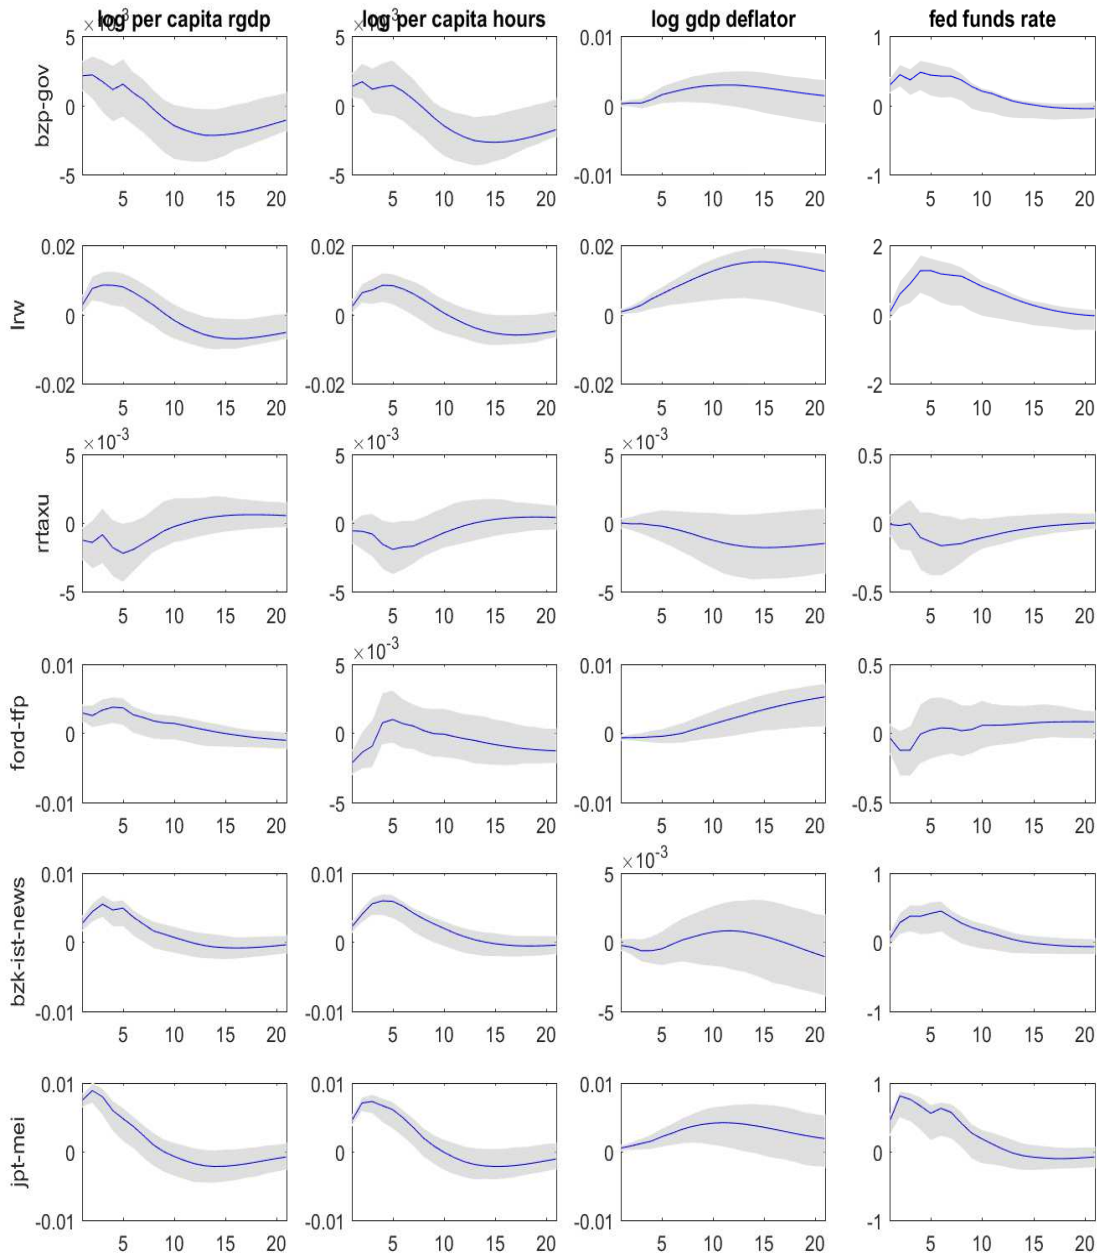 log per capita rgdp log per capita hours log gdp deflator fed funds rate
×10-3 ×10-3
5 5 0.01 1
bzp-gov 0 0 0 0
-5 -5 -0.01 -1
5 10 15 20 5 10 15 20 5 10 15 20 5 10 15 20
0.02 0.02 0.02 2
lrw 0 0 0 0
-0.02 -0.02 -0.02 -2
5 10 15 20 5 10 15 20 5 10 15 20 5 10 15 20
×10-3 ×10-3 ×10-3
5 5 5 0.5
rrtaxu 0 0 0 0
-5 -5 -5 -0.5
5 10 15 20 5 10 15 20 5 10 15 20 5 10 15 20
×10-3
0.01 5 0.01 0.5
ford-tfp 0 0 0 0
-0.01 -5 -0.01 -0.5
5 10 15 20 5 10 15 20 5 10 15 20 5 10 15 20
×10-3
0.01 0.01 5 1
bzk-ist-news 0 0 0 0
-0.01 -0.01 -5 -1
5 10 15 20 5 10 15 20 5 10 15 20 5 10 15 20
0.01 0.01 0.01 1
jpt-mei 0 0 0 0
-0.01 -0.01 -0.01 -1
5 10 15 20 5 10 15 20 5 10 15 20 5 10 15 20